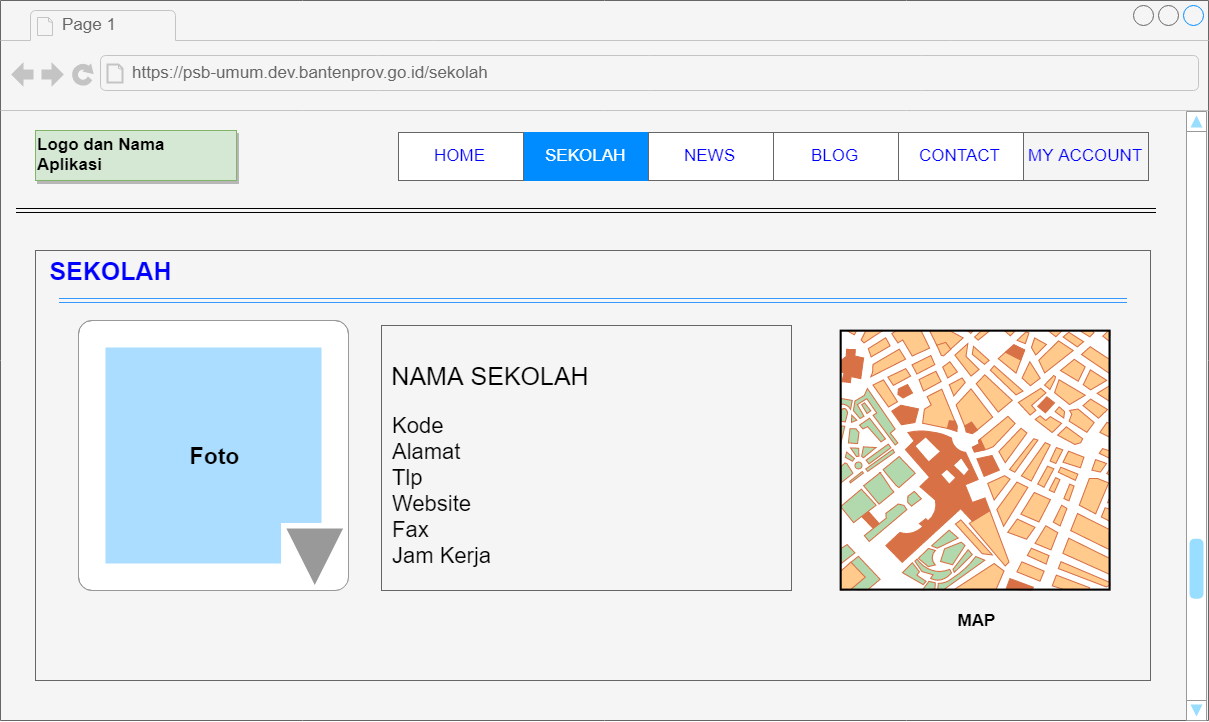 Page 1
https://psb-umum.dev.bantenprov.go.id/sekolah
Logo dan Nama
Aplikasi
HOME
SEKOLAH
NEWS
BLOG
CONTACT
MY ACCOUNT
SEKOLAH
Foto
NAMA SEKOLAH
Kode
Alamat
Tlp
Website
Fax
Jam Kerja
MAP